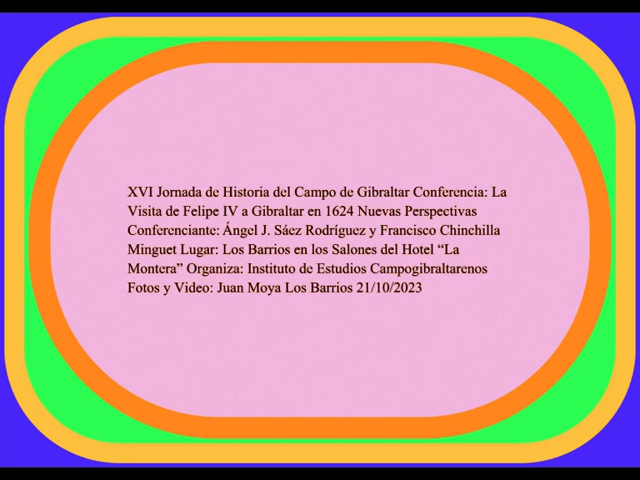 XVI Jornada de Historia del Campo de Gibraltar Conferencia: La
Visita de Felipe IV a Gibraltar en 1624 Nuevas Perspectivas
Conferenciante: Ángel J. Sáez Rodríguez y Francisco Chinchilla
Minguet Lugar: Los Barrios en los Salones del Hotel “La
Montera” Organiza: Instituto de Estudios Campogibraltarenos
Fotos y Video: Juan Moya Los Barrios 21/10/2023